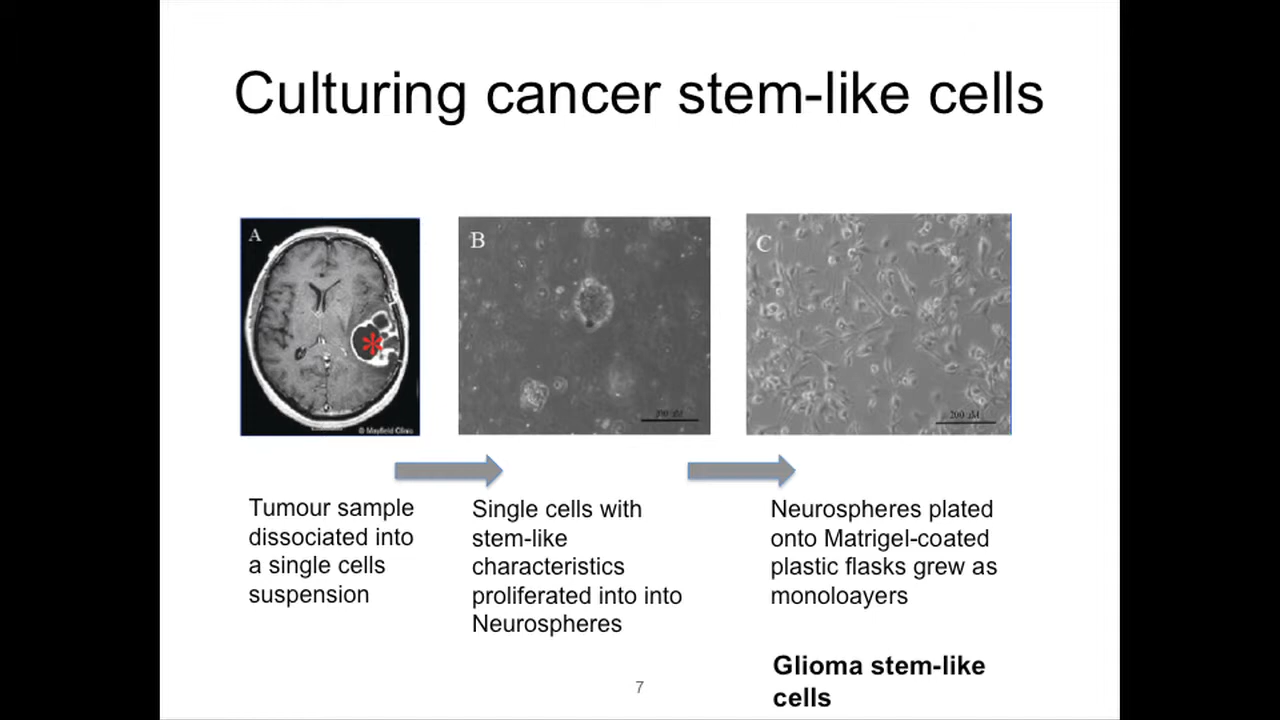 Culturing cancer stem-like cells
A
B
C
© Mayfield Clinic
200 µM
Tumour sample
dissociated into
a single cells
suspension
Single cells with
stem-like
characteristics
proliferated into into
Neurospheres
Neurospheres plated
onto Matrigel-coated
plastic flasks grew as
monoloayers
Glioma stem-like
cells
7